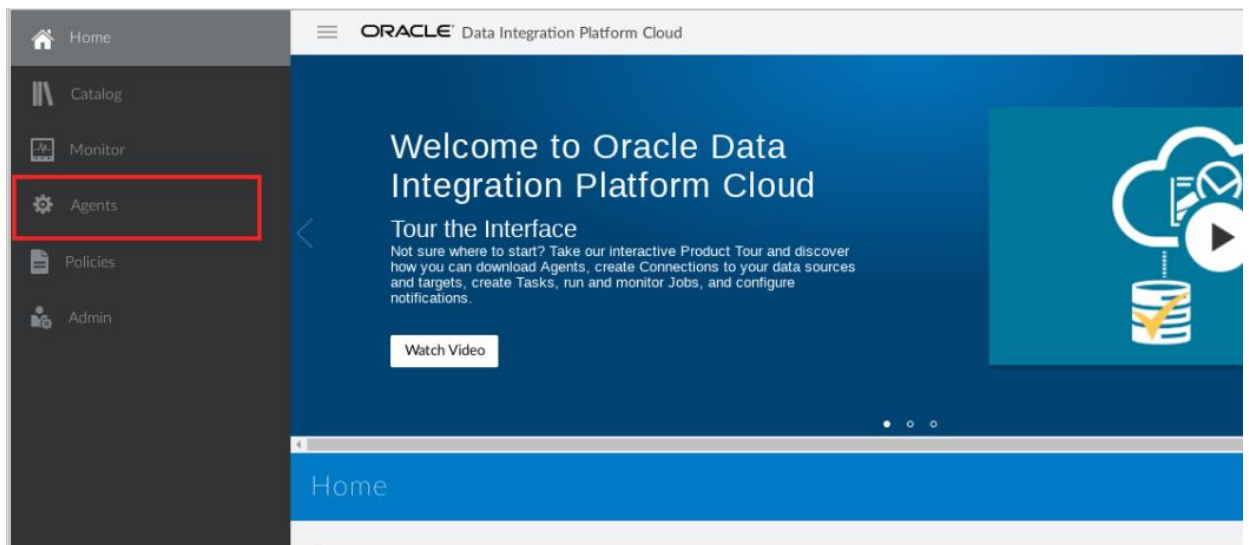 Home
Catalog
Monitor
Agents
Policies
Admin
ORACLE® Data Integration Platform Cloud
Welcome to Oracle Data
Integration Platform Cloud
Tour the Interface
Not sure where to start? Take our interactive Product Tour and discover
how you can download Agents, create Connections to your data sources
and targets, create Tasks, run and monitor Jobs, and configure
notifications.
Watch Video
Home